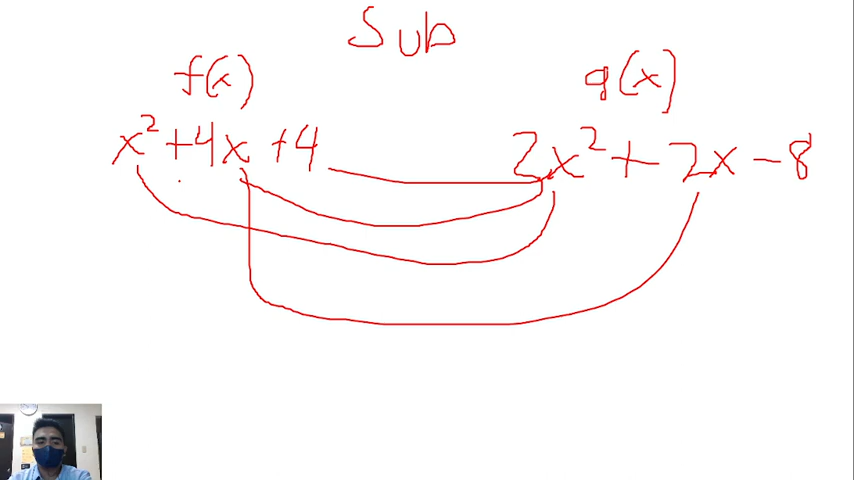 Sub
f(x) g(x)
x² + 4x + 4 2x² + 2x - 8